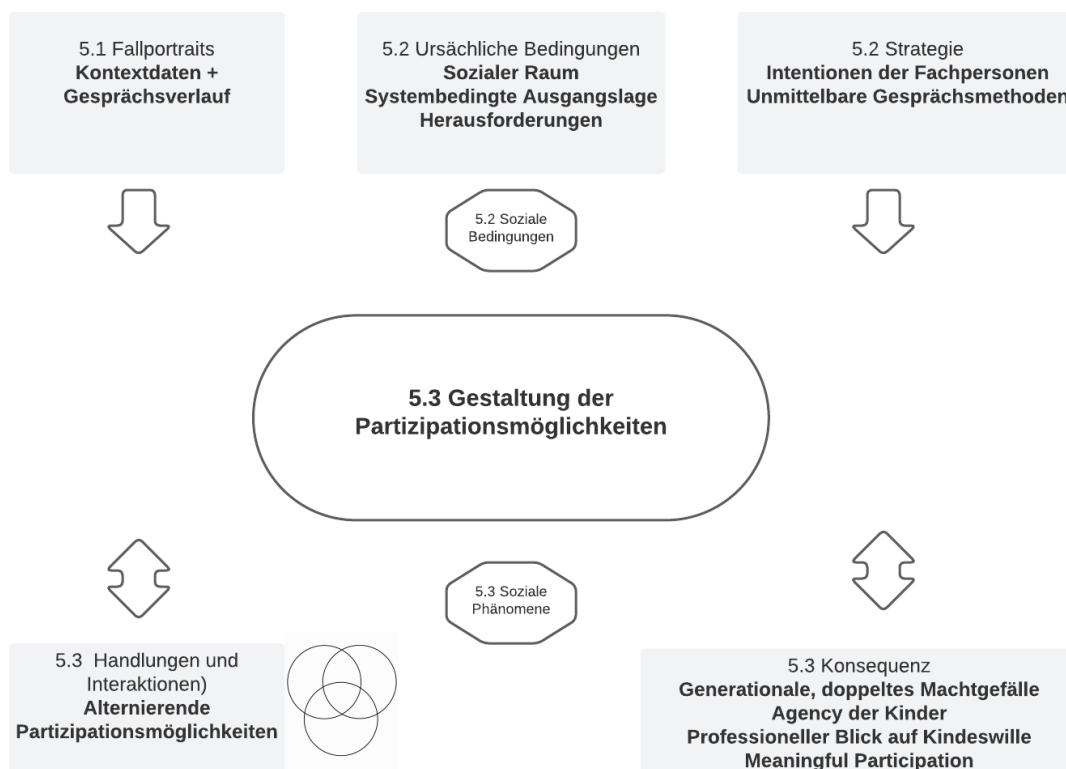 5.1 Fallportraits
Kontextdaten +
Gesprächsverlauf
5.2 Ursächliche Bedingungen
Sozialer Raum
Systembedingte Ausgangslage
Herausforderungen
5.2 Strategie
Intentionen der Fachpersonen
Unmittelbare Gesprächsmethoden
5.2 Soziale
Bedingungen
5.3 Gestaltung der
Partizipationsmöglichkeiten
5.3 Soziale
Phänomene
5.3 Handlungen und
Interaktionen)
Alternierende
Partizipationsmöglichkeiten
5.3 Konsequenz
Generationale, doppeltes Machtgefälle
Agency der Kinder
Professioneller Blick auf Kindeswille
Meaningful Participation